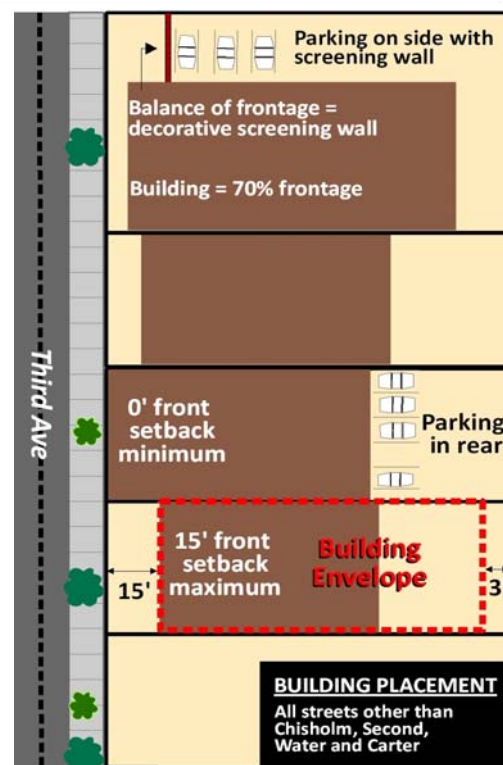 Parking on side with
screening wall
Balance of frontage =
decorative screening wall
Building = 70% frontage
Third Ave
0' front
setback
minimum
Parking
in rear
15' front
setback
maximum
Building
Envelope
15'
3
BUILDING PLACEMENT
All streets other than
Chisholm, Second,
Water and Carter